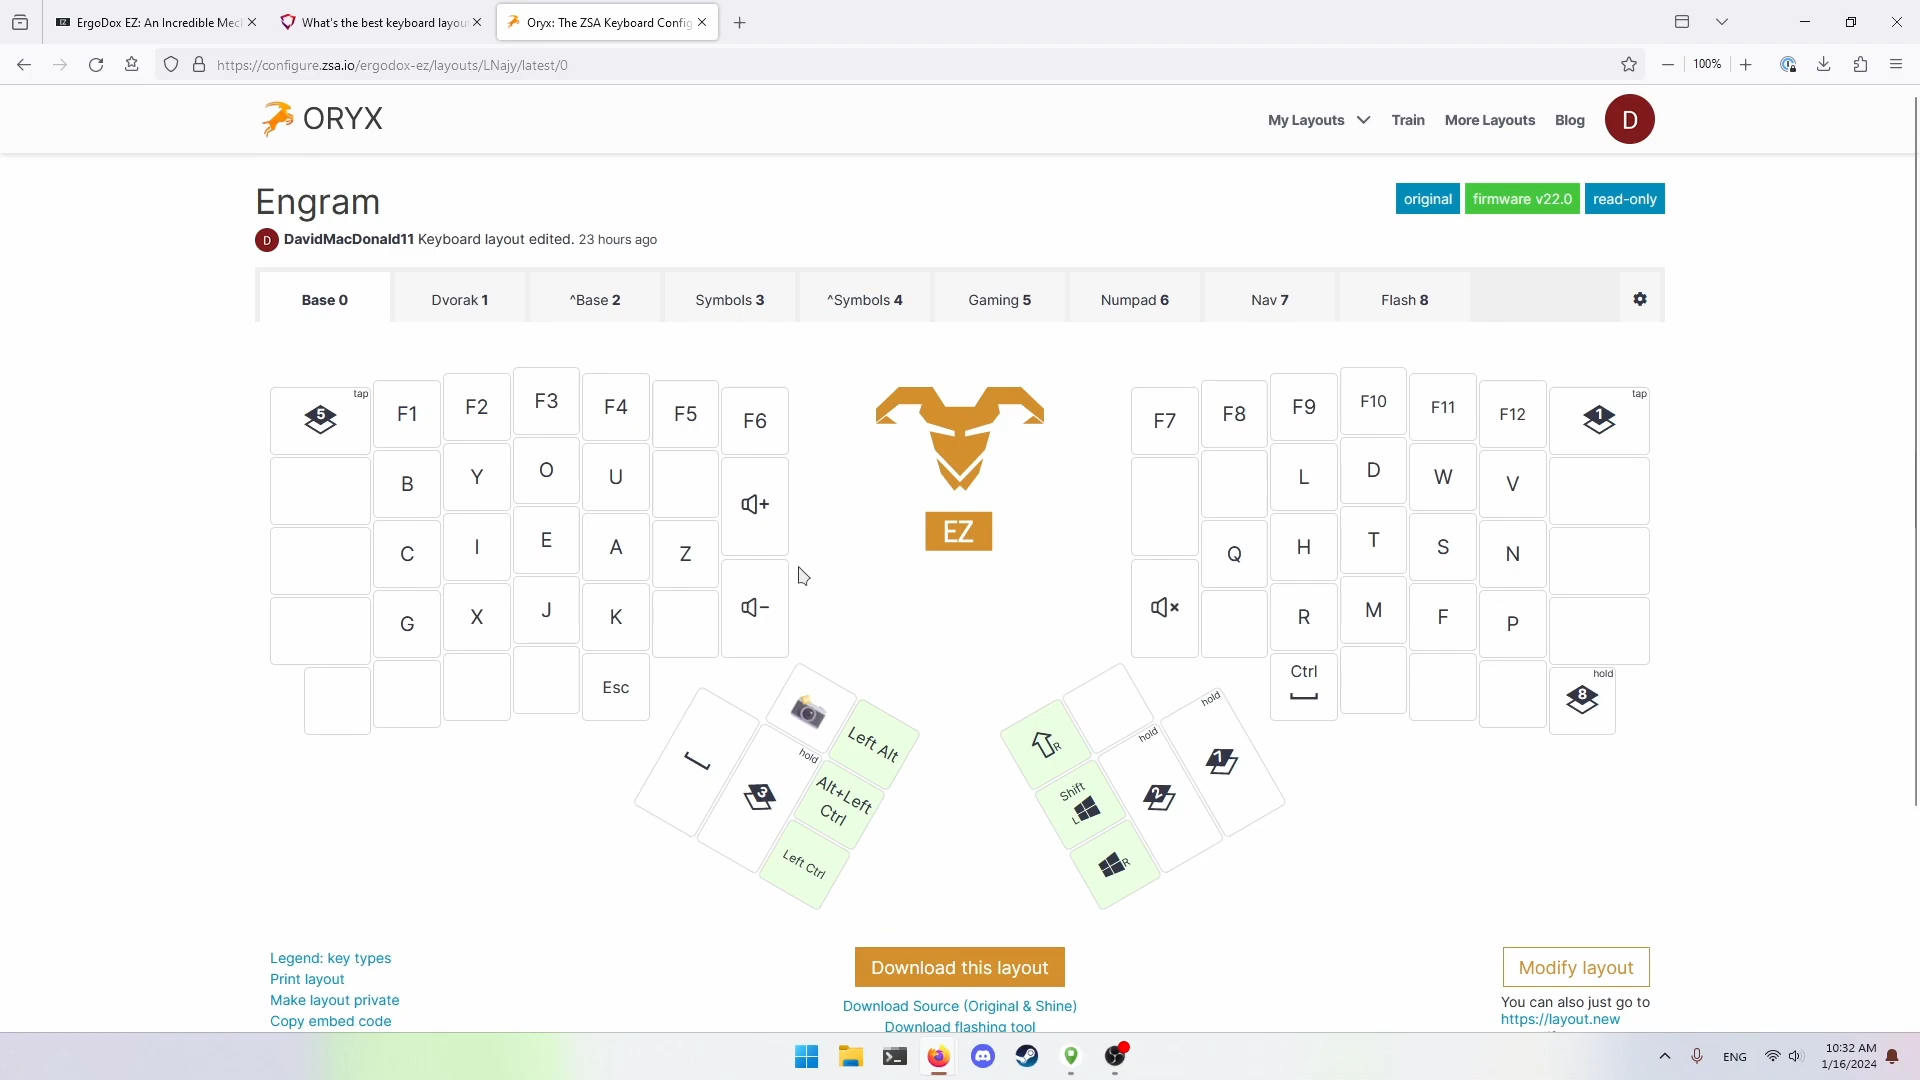 ErgoDox EZ: An Incredible Mec
What's the best keyboard layou
Oryx: The ZSA Keyboard Config
https://configure.zsa.io/ergodox-ez/layouts/LNajy/latest/0
100%
ORYX
My Layouts
Train
More Layouts
Blog
D
Engram
original
firmware v22.0
read-only
D
DavidMacDonald11 Keyboard layout edited. 23 hours ago
Base 0
Dvorak 1
^Base 2
Symbols 3
^Symbols 4
Gaming 5
Numpad 6
Nav 7
Flash 8
tap
5
F1
F2
F3
F4
F5
F6
F7
F8
F9
F10
F11
F12
tap
1
B
Y
O
U
L
D
W
V
EZ
C
I
E
A
Z
Q
H
T
S
N
G
X
J
K
R
M
F
P
Esc
Ctrl
hold
8
Left Alt
hold
3
Alt+Left
Ctrl
Left Ctrl
R
Shift
L
R
hold
2
hold
1
Legend: key types
Print layout
Make layout private
Copy embed code
Download this layout
Download Source (Original & Shine)
Download flashing tool
Modify layout
You can also just go to
https://layout.new
ENG
10:32 AM
1/16/2024